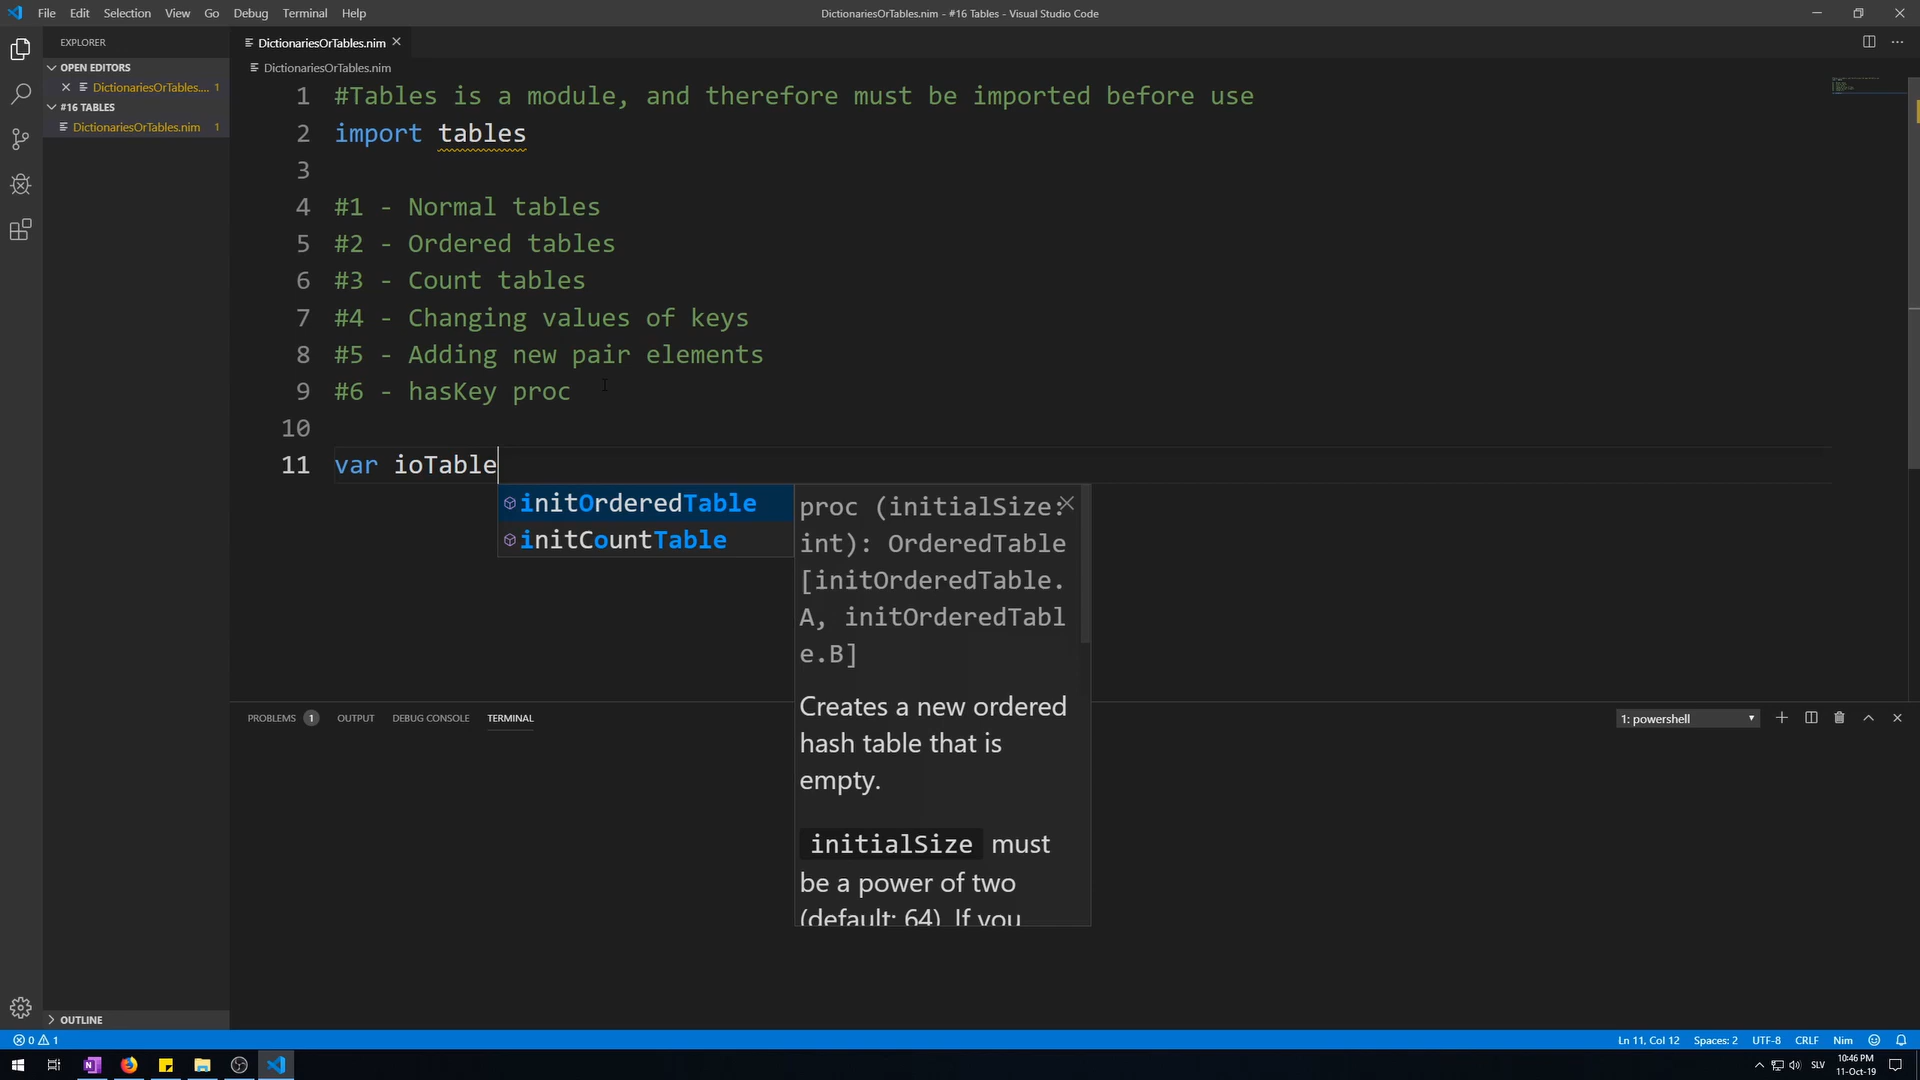 File Edit Selection View Go Debug Terminal Help
DictionariesOrTables.nim - #16 Tables - Visual Studio Code
EXPLORER
OPEN EDITORS
DictionariesOrTables.... 1
#16 TABLES
DictionariesOrTables.nim 1
OUTLINE
DictionariesOrTables.nim
DictionariesOrTables.nim
1 #Tables is a module, and therefore must be imported before use
2 import tables
3
4 #1 - Normal tables
5 #2 - Ordered tables
6 #3 - Count tables
7 #4 - Changing values of keys
8 #5 - Adding new pair elements
9 #6 - hasKey proc
10
11 var ioTable
initOrderedTable
initCountTable
proc (initialSize:
int): OrderedTable
[initOrderedTable.
A, initOrderedTabl
e.B]
Creates a new ordered
hash table that is
empty.
initialSize must
be a power of two
(default: 64). If you
PROBLEMS 1 OUTPUT DEBUG CONSOLE TERMINAL
1: powershell
0 1
Ln 11, Col 12 Spaces: 2 UTF-8 CRLF Nim
SLV
10:46 PM
11-Oct-19